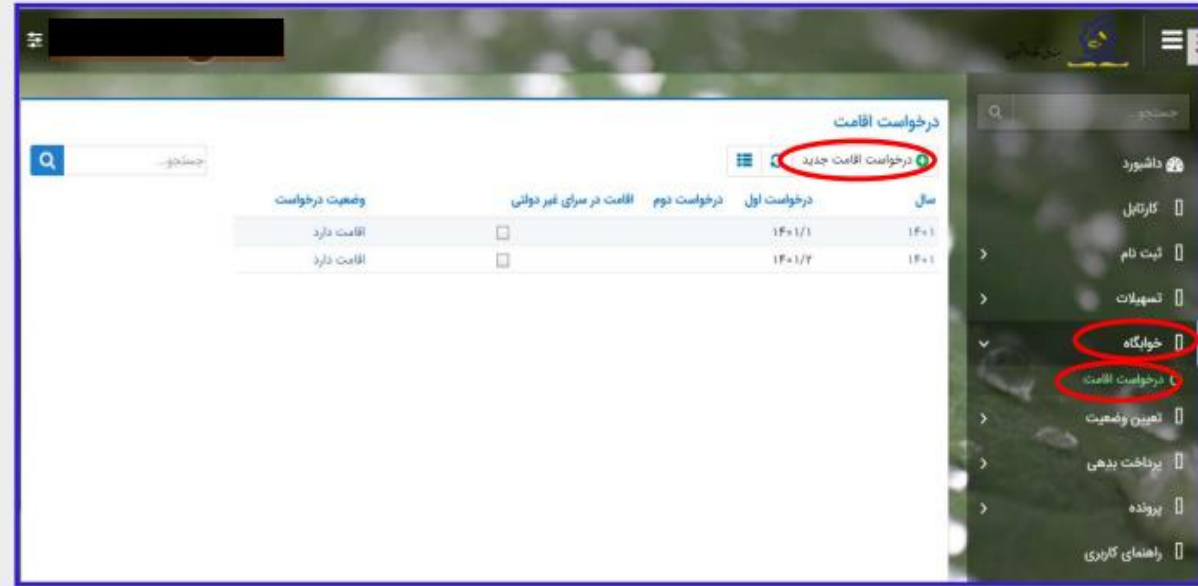 درخواست اقامت
درخواست اقامت جدید
جستجو...
سال درخواست اول درخواست دوم اقامت در سرای غیر دولتی وضعیت درخواست
۱۴۰۱ ۱۴۰۱/۱ اقامت دارد
۱۴۰۱ ۱۴۰۱/۲ اقامت دارد
جستجو...
داشبورد
کارتابل
ثبت نام
تسهیلات
خوابگاه
درخواست اقامت
تعیین وضعیت
پرداخت بدهی
پرونده
راهنمای کاربری